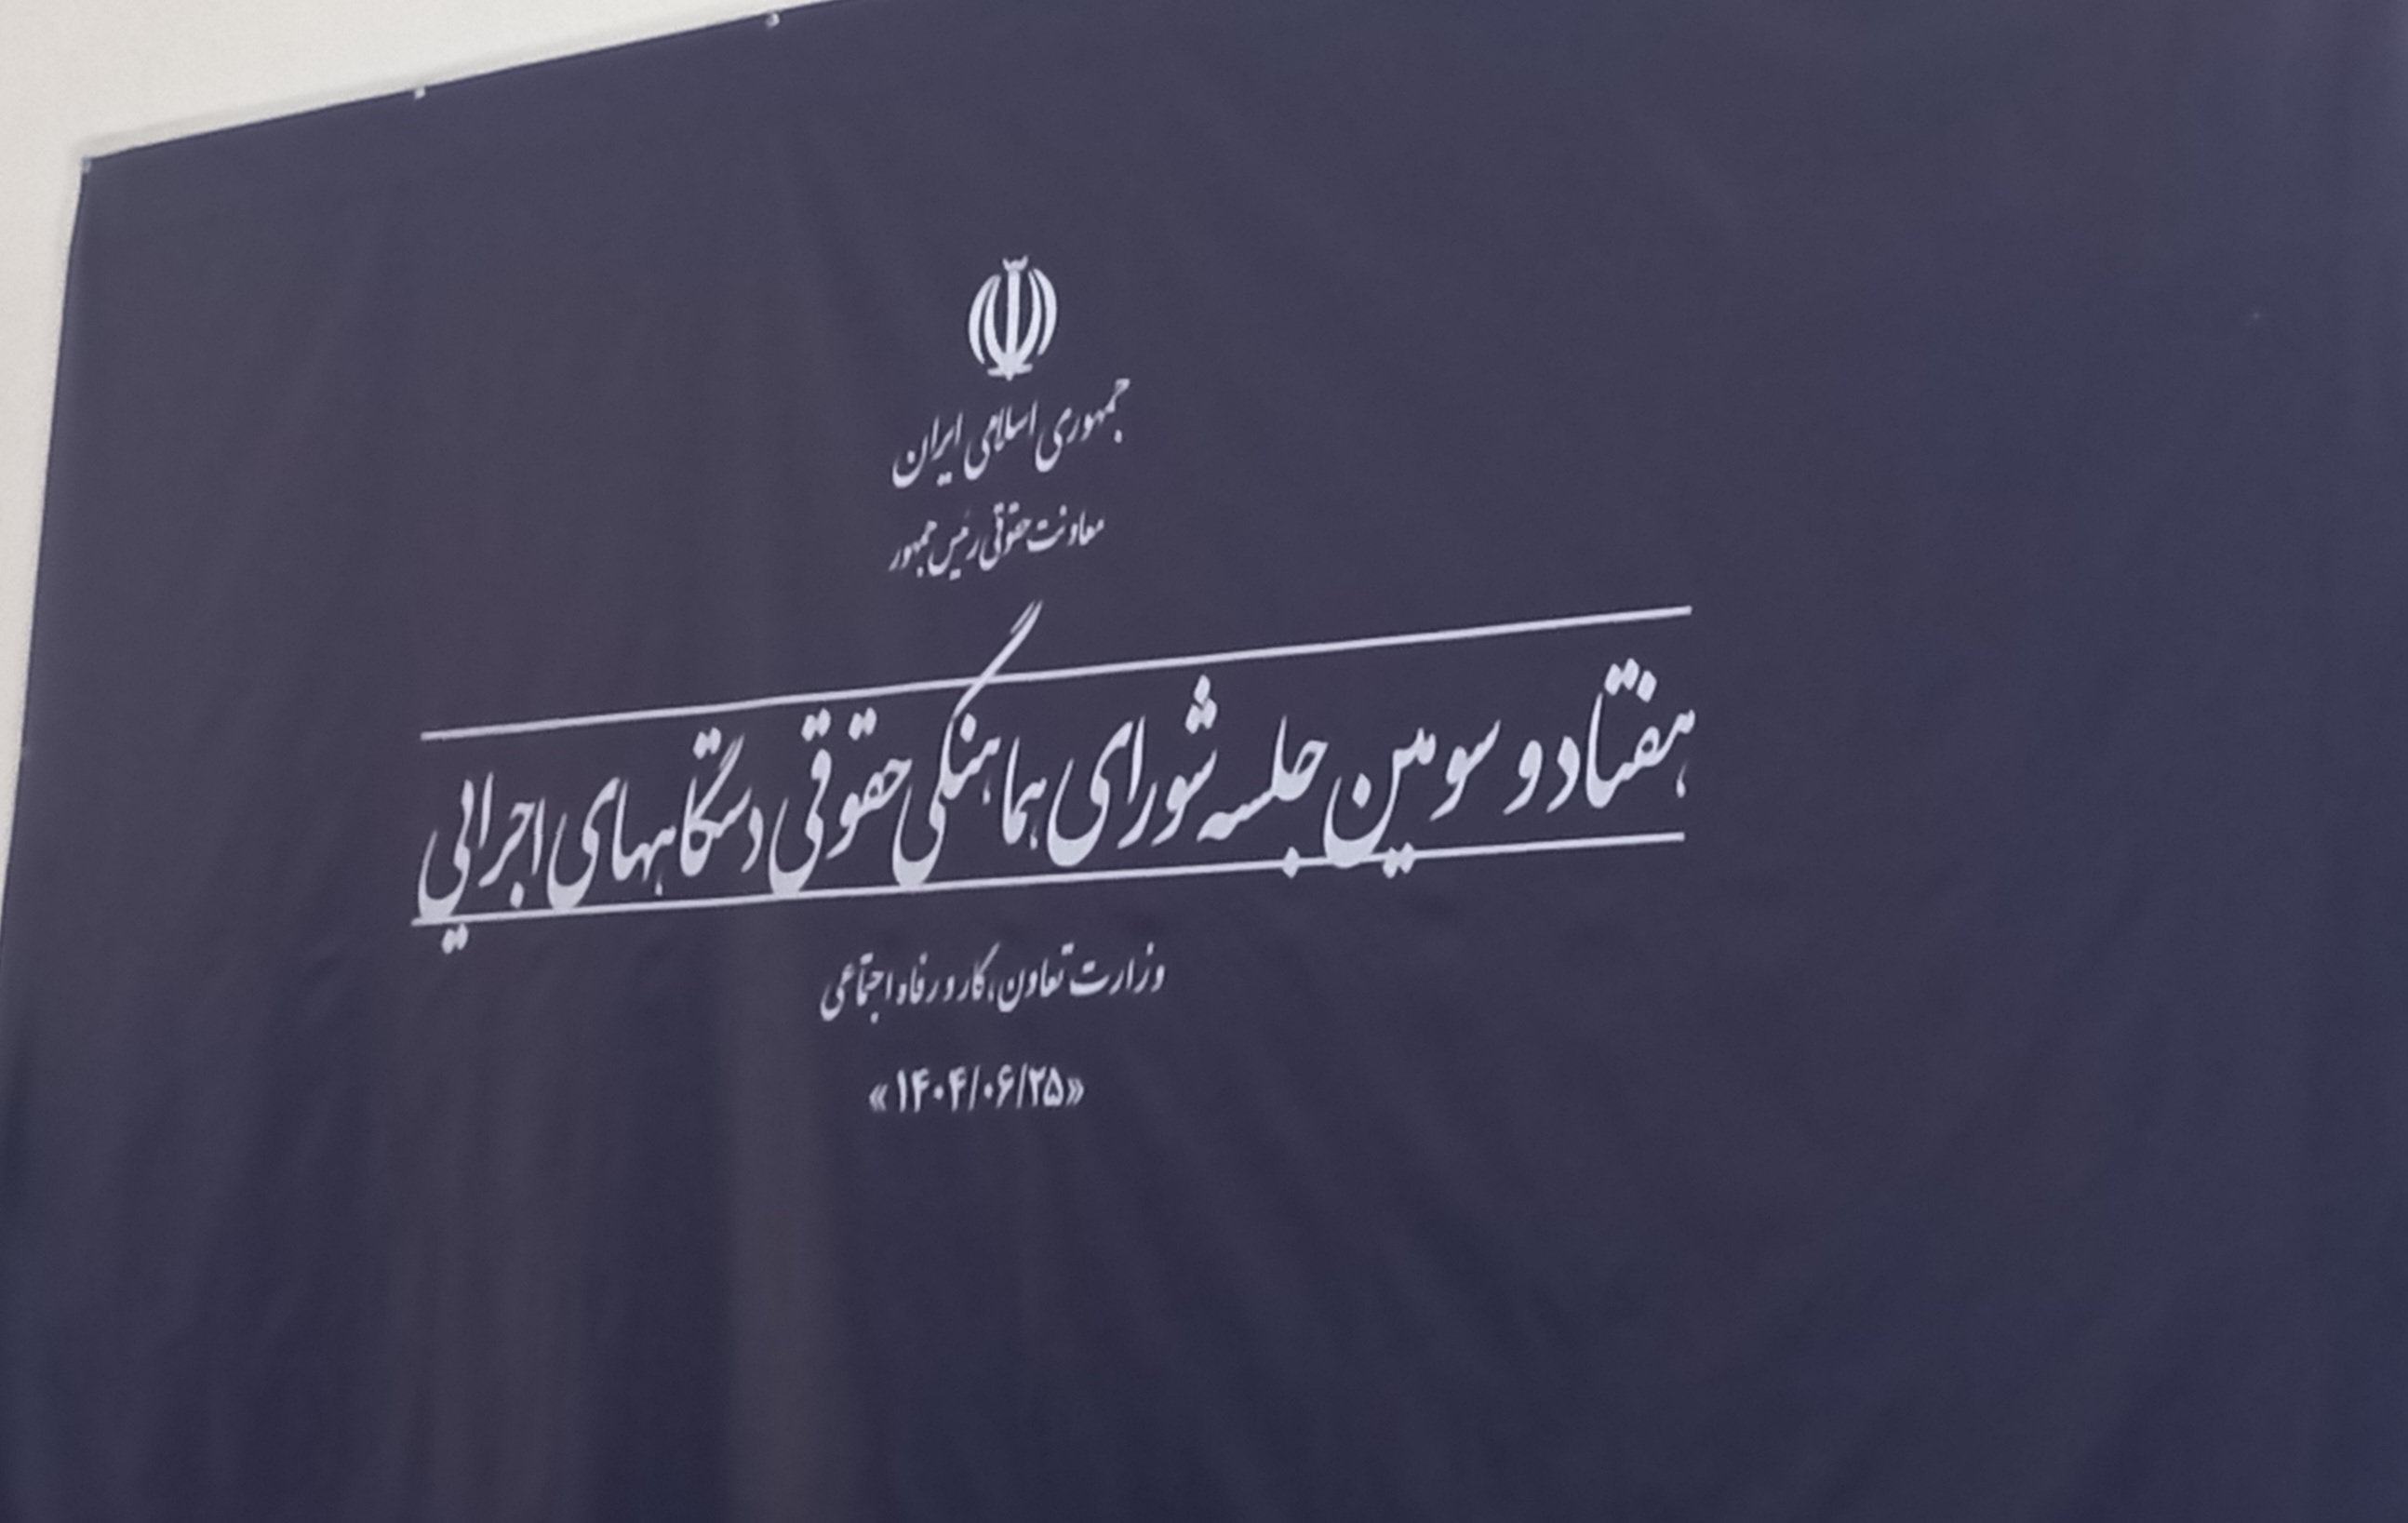 جمهوری اسلامی ایران
معاونت حقوقی رئیس جمهور
هفتاد و سومین جلسه شورای هماهنگی حقوقی دستگاههای اجرایی
وزارت تعاون، کار و رفاه اجتماعی
«۱۴۰۴/۰۶/۲۵»